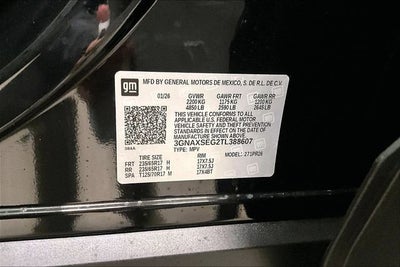 gm
MFD BY GENERAL MOTORS DE MEXICO, S. DE R.L. DE C.V.
01/26 GVWR GAWR FRT GAWR RR
2200 KG 1175 KG 1200 KG
4850 LB 2590 LB 2645 LB
THIS VEHICLE CONFORMS TO ALL
APPLICABLE U.S. FEDERAL MOTOR
VEHICLE SAFETY AND THEFT PREVENTION
STANDARDS IN EFFECT ON THE DATE OF
MANUFACTURE SHOWN ABOVE.
3GNAXSEG2TL388607
TYPE: MPV MODEL: 271PR26
TIRE SIZE RIM
FRT 235/65R17 H 17X7.5J
RR 235/65R17 H 17X7.5J
SPA T125/70R17 M 17X4BT